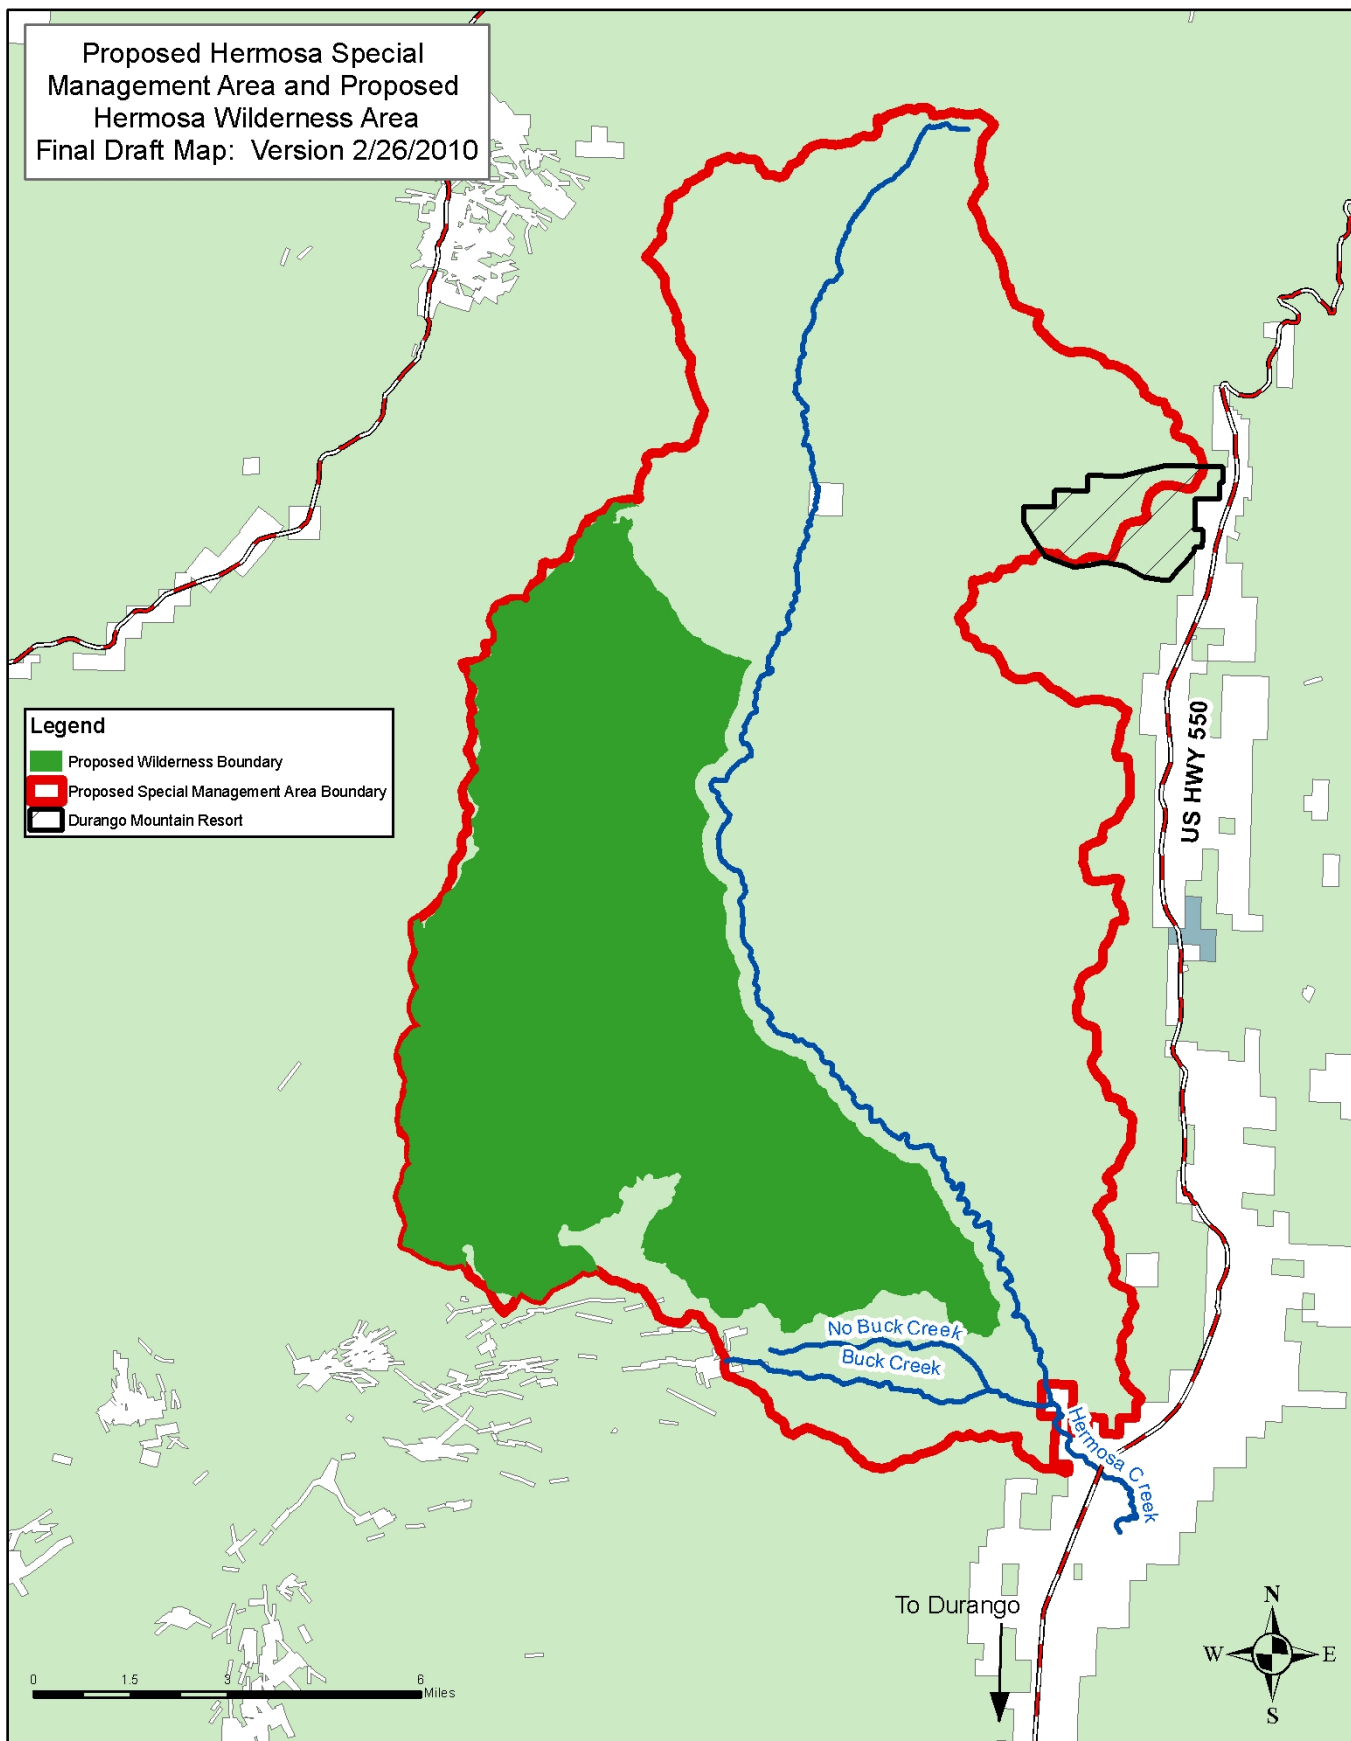 Proposed Hermosa Special
Management Area and Proposed
Hermosa Wilderness Area
Final Draft Map: Version 2/26/2010
Legend
Proposed Wilderness Boundary
Proposed Special Management Area Boundary
Durango Mountain Resort
US HWY 550
No Buck Creek
Buck Creek
Hermosa Creek
To Durango
N
W
E
S
0 1.5 3 6
Miles